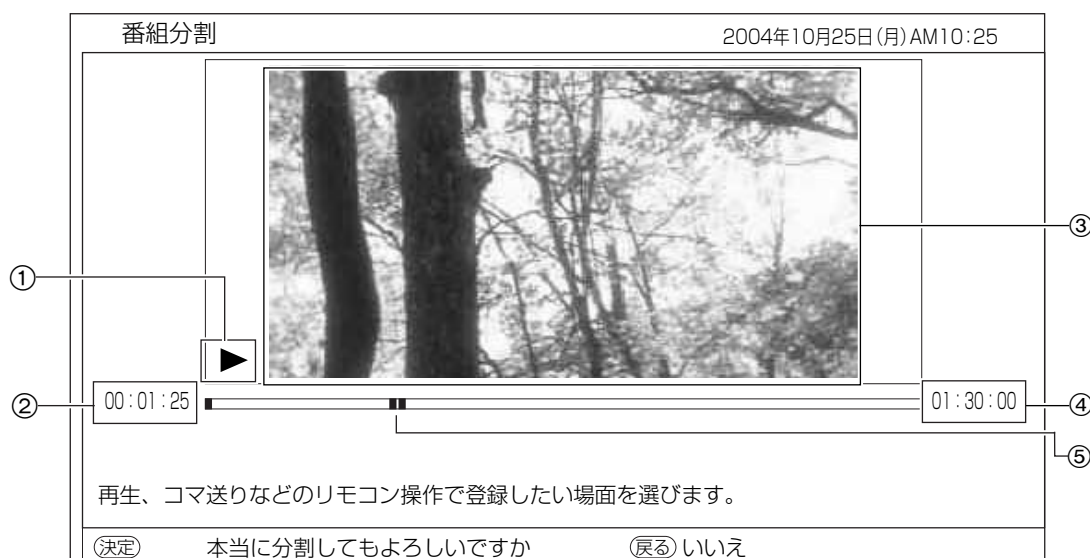 番組分割
2004年10月25日(月)AM10:25
③
①
② 00:01:25 01:30:00 ④
⑤
再生、コマ送りなどのリモコン操作で登録したい場面を選びます。
決定 本当に分割してもよろしいですか 戻る いいえ